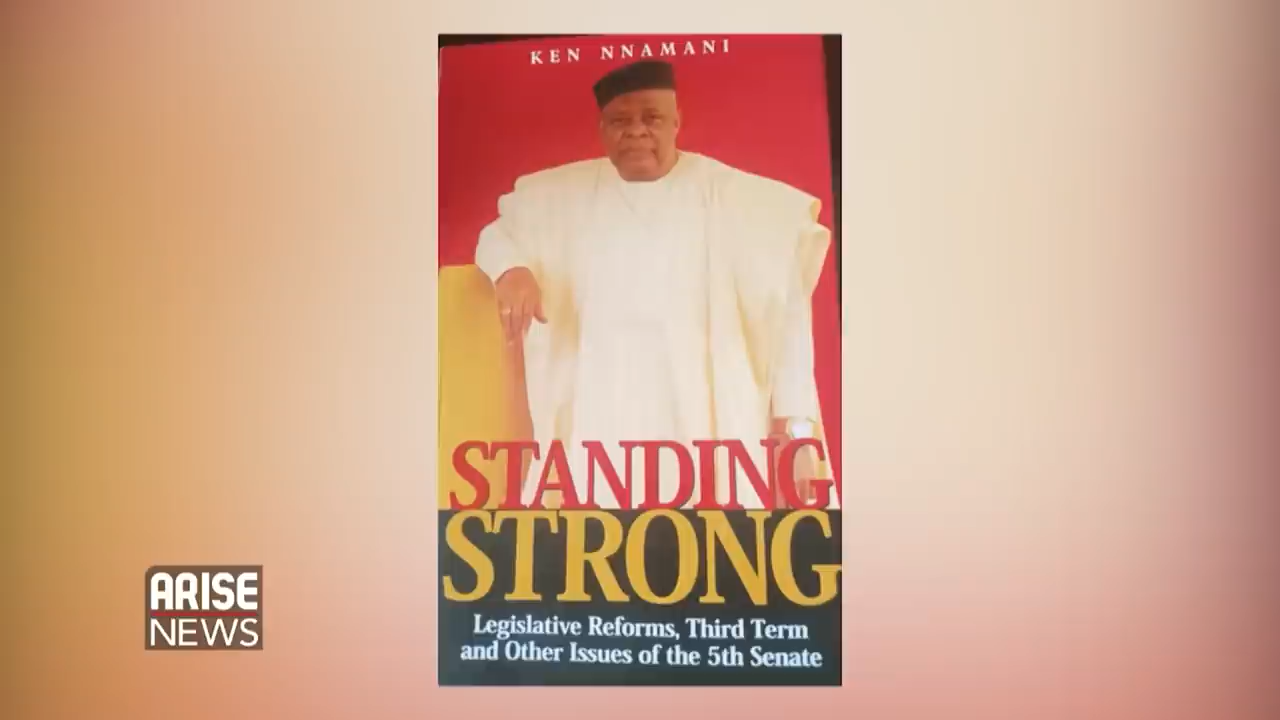 KEN NNAMANI
STANDING
STRONG
Legislative Reforms, Third Term
and Other Issues of the 5th Senate
ARISE
NEWS